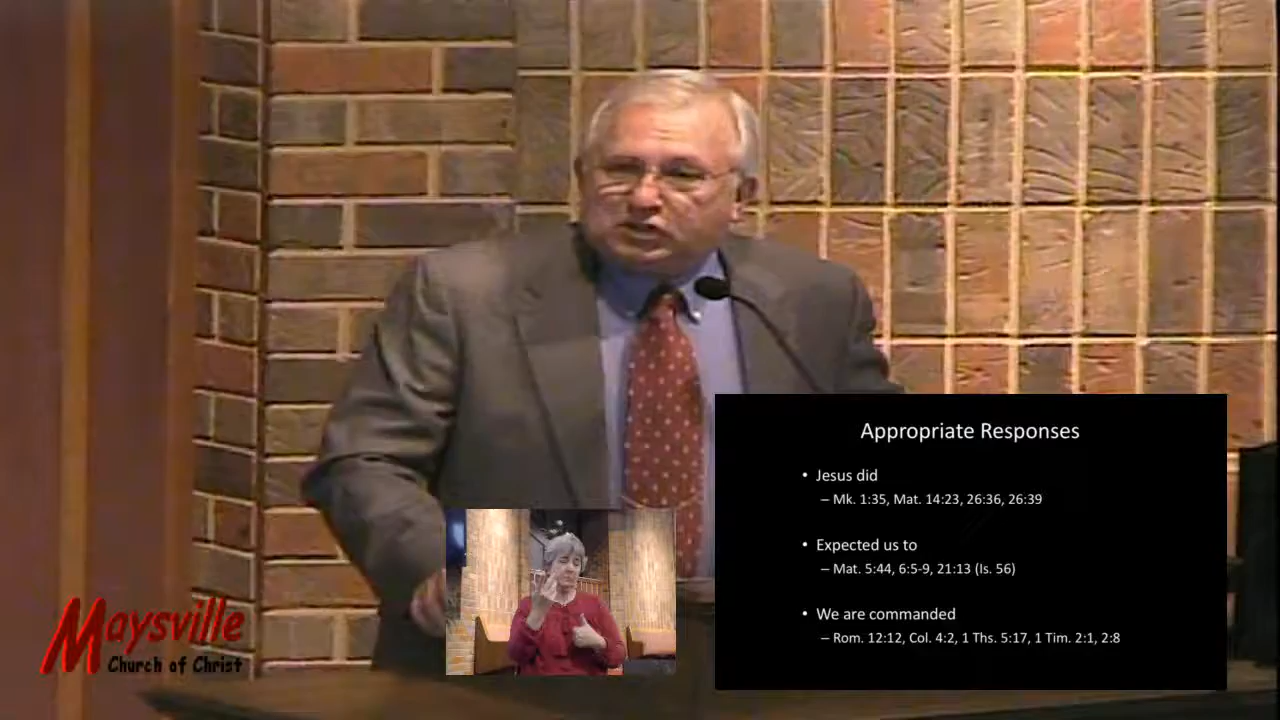 Appropriate Responses
• Jesus did
– Mk. 1:35, Mat. 14:23, 26:36, 26:39
• Expected us to
– Mat. 5:44, 6:5-9, 21:13 (Is. 56)
• We are commanded
– Rom. 12:12, Col. 4:2, 1 Ths. 5:17, 1 Tim. 2:1, 2:8
Maysville
Church of Christ